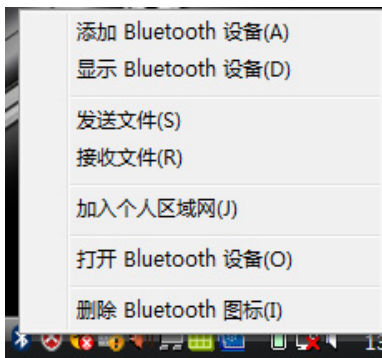 添加 Bluetooth 设备(A)
显示 Bluetooth 设备(D)
发送文件(S)
接收文件(R)
加入个人区域网(J)
打开 Bluetooth 设备(O)
删除 Bluetooth 图标(I)